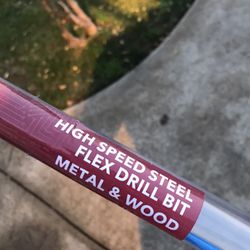 HIGH SPEED STEEL
FLEX DRILL BIT
METAL & WOOD